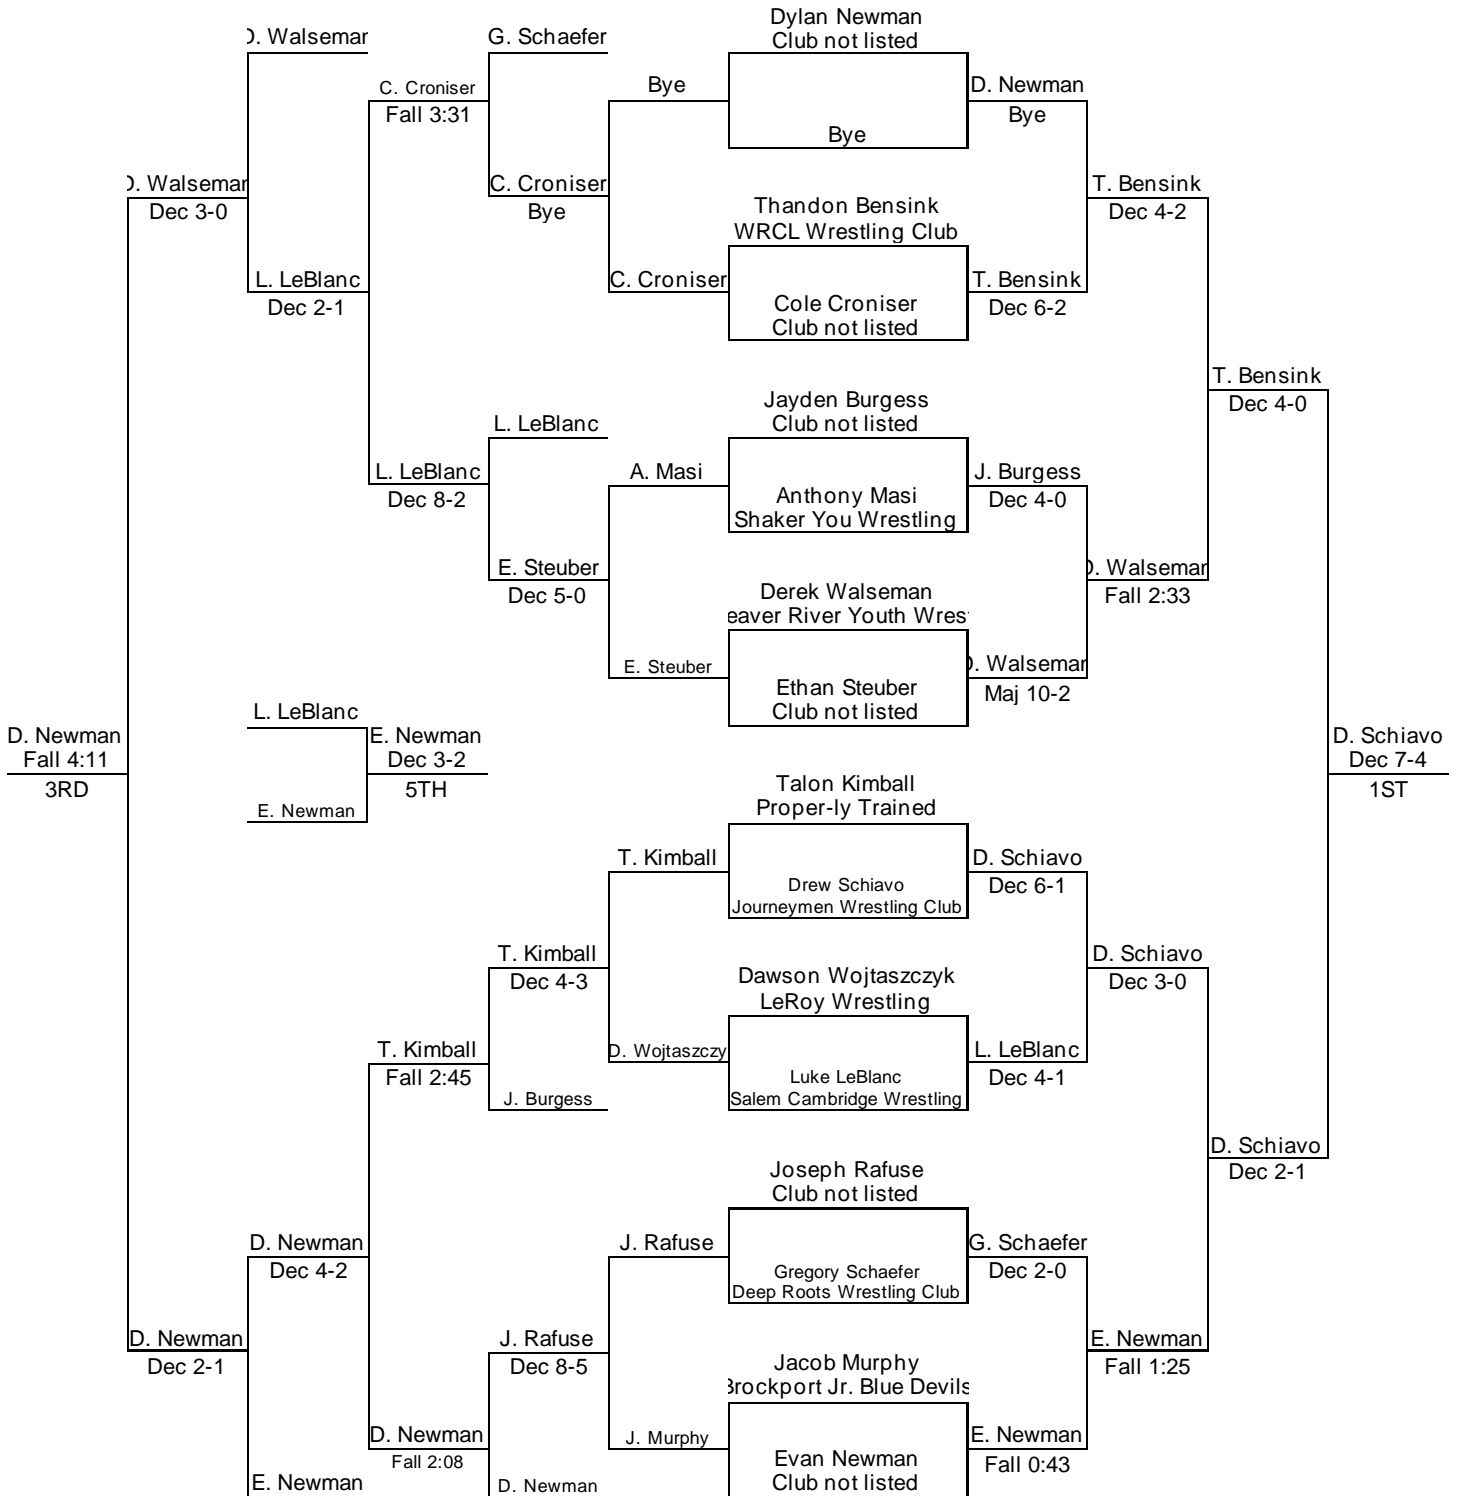 Dylan Newman
Club not listed
D. Walseman
G. Schaefer
C. Croniser
Fall 3:31
Bye
D. Newman
Bye
Bye
D. Walseman
Dec 3-0
C. Croniser
Bye
Thandon Bensink
WRCL Wrestling Club
T. Bensink
Dec 4-2
L. LeBlanc
Dec 2-1
C. Croniser
Cole Croniser
Club not listed
T. Bensink
Dec 6-2
T. Bensink
Dec 4-0
Jayden Burgess
Club not listed
L. LeBlanc
L. LeBlanc
Dec 8-2
A. Masi
Anthony Masi
Shaker You Wrestling
J. Burgess
Dec 4-0
E. Steuber
Dec 5-0
Derek Walseman
eaver River Youth Wres
D. Walseman
Fall 2:33
E. Steuber
Ethan Steuber
Club not listed
D. Walseman
Maj 10-2
D. Newman
Fall 4:11
3RD
L. LeBlanc
E. Newman
E. Newman
Dec 3-2
5TH
D. Schiavo
Dec 7-4
1ST
Talon Kimball
Proper-ly Trained
T. Kimball
Drew Schiavo
Journeymen Wrestling Club
D. Schiavo
Dec 6-1
T. Kimball
Dec 4-3
Dawson Wojtaszczyk
LeRoy Wrestling
D. Schiavo
Dec 3-0
T. Kimball
Fall 2:45
J. Burgess
D. Wojtaszczy
Luke LeBlanc
Salem Cambridge Wrestling
L. LeBlanc
Dec 4-1
D. Schiavo
Dec 2-1
Joseph Rafuse
Club not listed
D. Newman
Dec 4-2
J. Rafuse
Gregory Schaefer
Deep Roots Wrestling Club
G. Schaefer
Dec 2-0
D. Newman
Dec 2-1
J. Rafuse
Dec 8-5
Jacob Murphy
Brockport Jr. Blue Devils
E. Newman
Fall 1:25
D. Newman
Fall 2:08
J. Murphy
Evan Newman
Club not listed
E. Newman
Fall 0:43
E. Newman
D. Newman